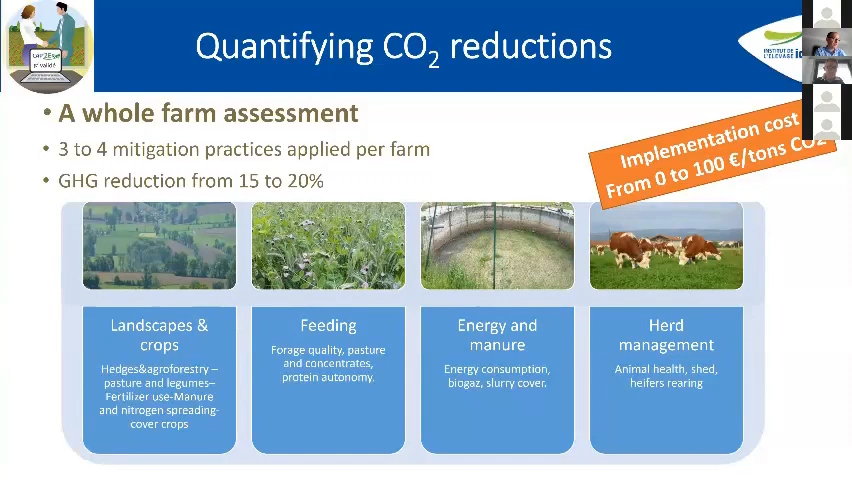 Quantifying CO2 reductions
INSTITUT DE
L'ELEVAGE
• A whole farm assessment
• 3 to 4 mitigation practices applied per farm
• GHG reduction from 15 to 20%
Implementation cost
From 0 to 100 €/tons CO2
Landscapes &
crops
Hedges&agroforestry –
pasture and legumes–
Fertilizer use-Manure
and nitrogen spreading-
cover crops
Feeding
Forage quality, pasture
and concentrates,
protein autonomy.
Energy and
manure
Energy consumption,
biogaz, slurry cover.
Herd
management
Animal health, shed,
heifers rearing